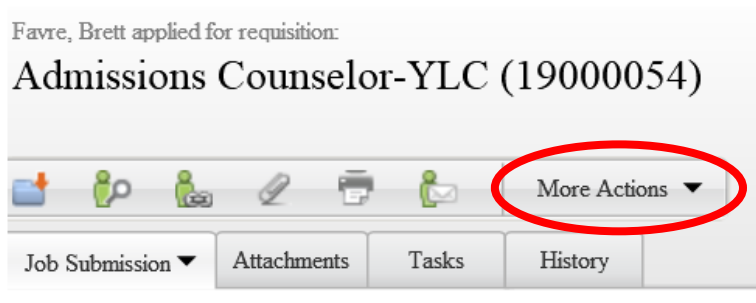 Favre, Brett applied for requisition:
Admissions Counselor-YLC (19000054)
More Actions
Job Submission Attachments Tasks History